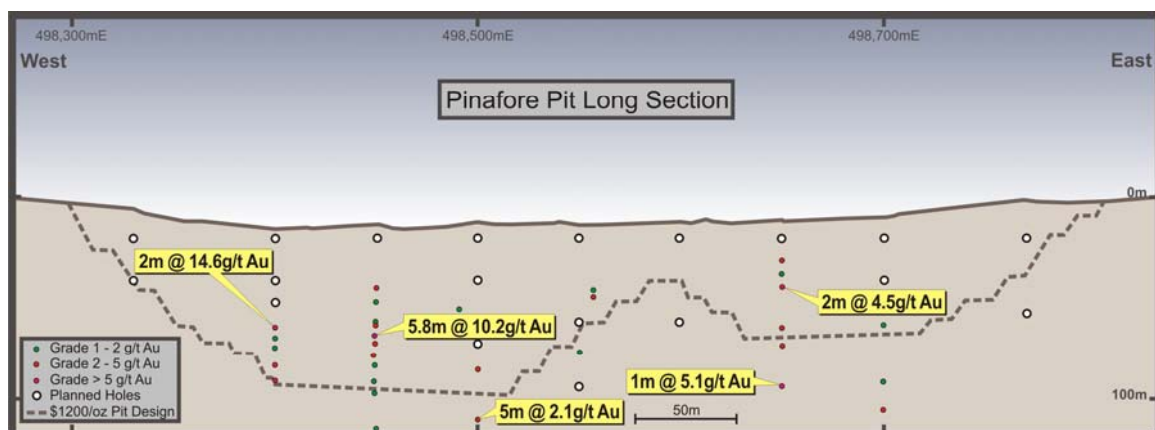 498,300mE 498,500mE 498,700mE
West East
Pinafore Pit Long Section
0m
2m @ 14.6g/t Au
2m @ 4.5g/t Au
5.8m @ 10.2g/t Au
Grade 1 - 2 g/t Au
Grade 2 - 5 g/t Au
Grade > 5 g/t Au
Planned Holes
$1200/oz Pit Design
1m @ 5.1g/t Au
5m @ 2.1g/t Au
50m
100m